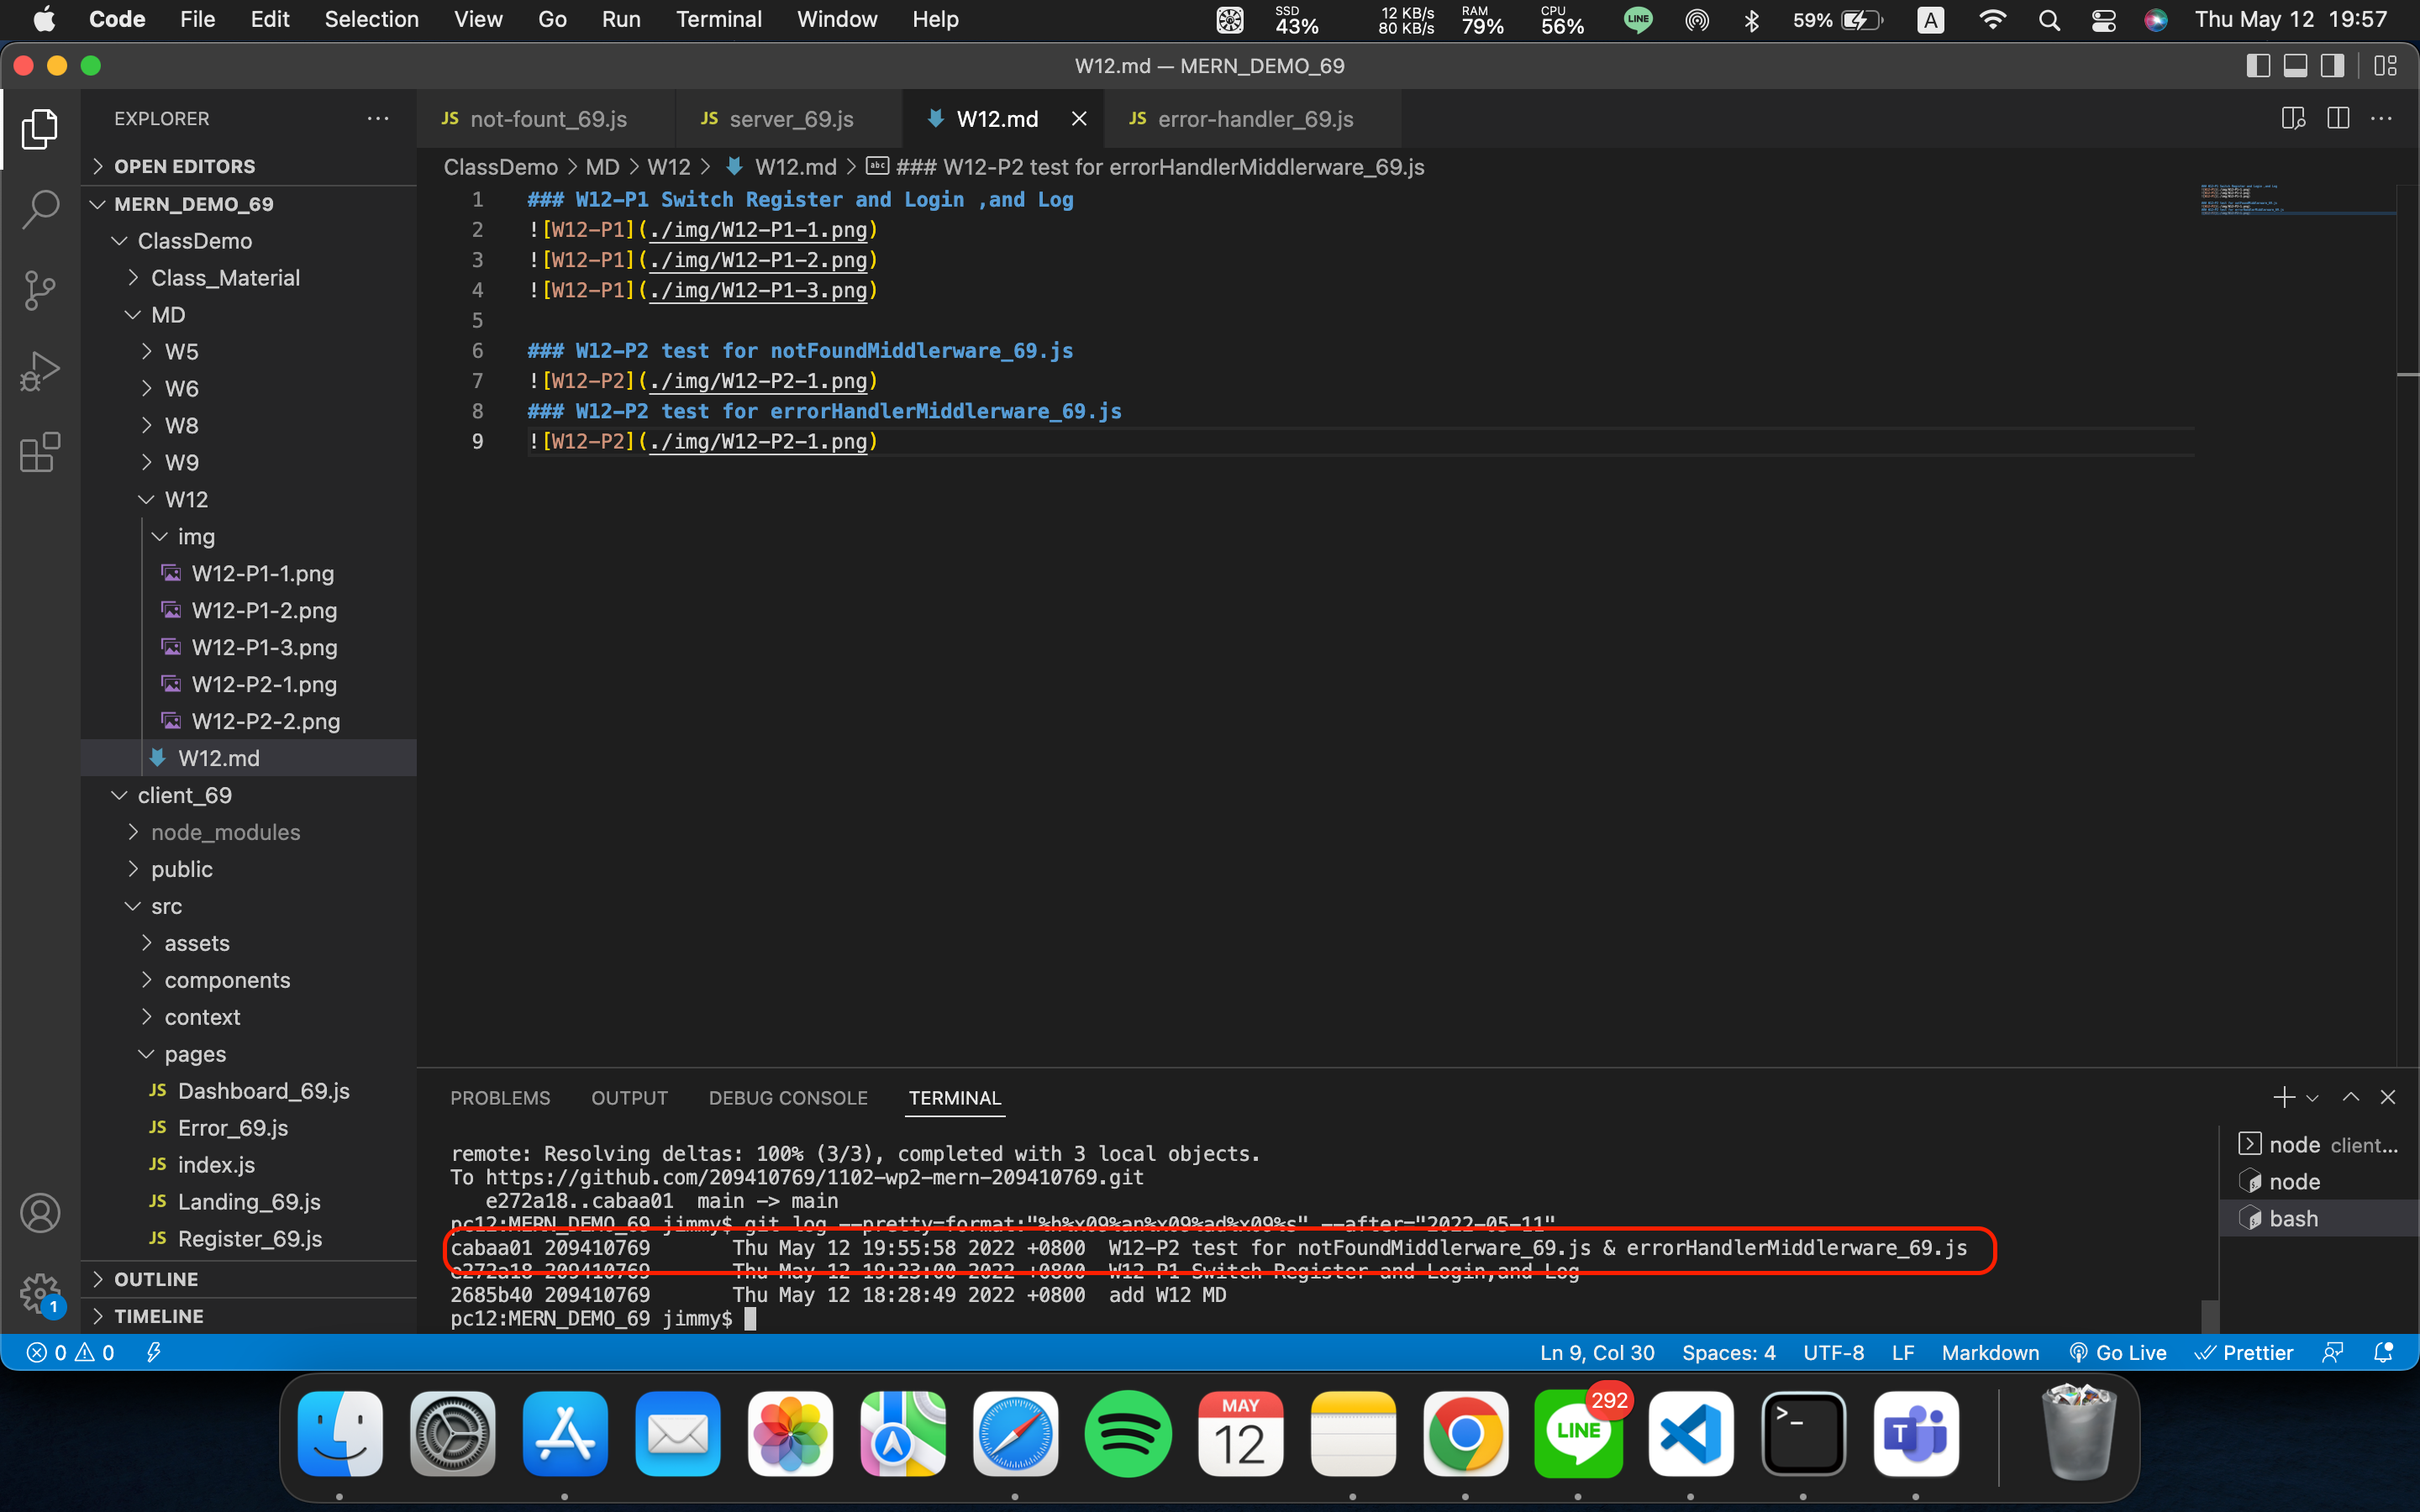 Code File Edit Selection View Go Run Terminal Window Help SSD 43% 12 KB/s 80 KB/s RAM 79% CPU 56% LINE 59% A Thu May 12 19:57
W12.md — MERN_DEMO_69
EXPLORER
JS not-fount_69.js JS server_69.js W12.md JS error-handler_69.js
OPEN EDITORS
ClassDemo > MD > W12 > W12.md > abc ### W12-P2 test for errorHandlerMiddlerware_69.js
MERN_DEMO_69
ClassDemo
Class_Material
MD
W5
W6
W8
W9
W12
img
W12-P1-1.png
W12-P1-2.png
W12-P1-3.png
W12-P2-1.png
W12-P2-2.png
W12.md
client_69
node_modules
public
src
assets
components
context
pages
JS Dashboard_69.js
JS Error_69.js
JS index.js
JS Landing_69.js
JS Register_69.js
OUTLINE
TIMELINE
1 ### W12-P1 Switch Register and Login ,and Log
2 ![W12-P1](./img/W12-P1-1.png)
3 ![W12-P1](./img/W12-P1-2.png)
4 ![W12-P1](./img/W12-P1-3.png)
5
6 ### W12-P2 test for notFoundMiddlerware_69.js
7 ![W12-P2](./img/W12-P2-1.png)
8 ### W12-P2 test for errorHandlerMiddlerware_69.js
9 ![W12-P2](./img/W12-P2-1.png)
PROBLEMS OUTPUT DEBUG CONSOLE TERMINAL
remote: Resolving deltas: 100% (3/3), completed with 3 local objects.
To https://github.com/209410769/1102-wp2-mern-209410769.git
e272a18..cabaa01 main -> main
pc12:MERN_DEMO_69 jimmy$ git log --pretty=format:"%h%x09%an%x09%ad%x09%s" --after="2022-05-11"
cabaa01 209410769 Thu May 12 19:55:58 2022 +0800 W12-P2 test for notFoundMiddlerware_69.js & errorHandlerMiddlerware_69.js
e272a18 209410769 Thu May 12 19:23:00 2022 +0800 W12-P1 Switch Register and Login,and Log
2685b40 209410769 Thu May 12 18:28:49 2022 +0800 add W12 MD
pc12:MERN_DEMO_69 jimmy$
node client...
node
bash
1
0 0 Ln 9, Col 30 Spaces: 4 UTF-8 LF Markdown Go Live Prettier
MAY
12
LINE
292
>_
T